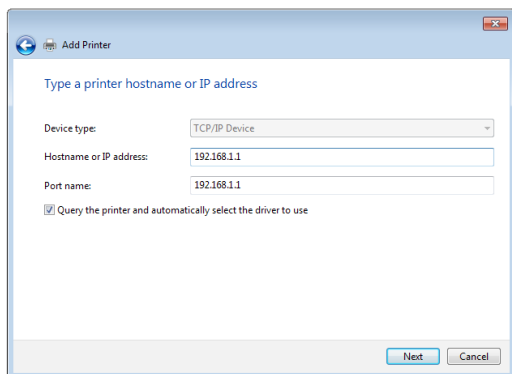 Add Printer
Type a printer hostname or IP address
Device type: TCP/IP Device
Hostname or IP address: 192.168.1.1
Port name: 192.168.1.1
Query the printer and automatically select the driver to use
Next Cancel